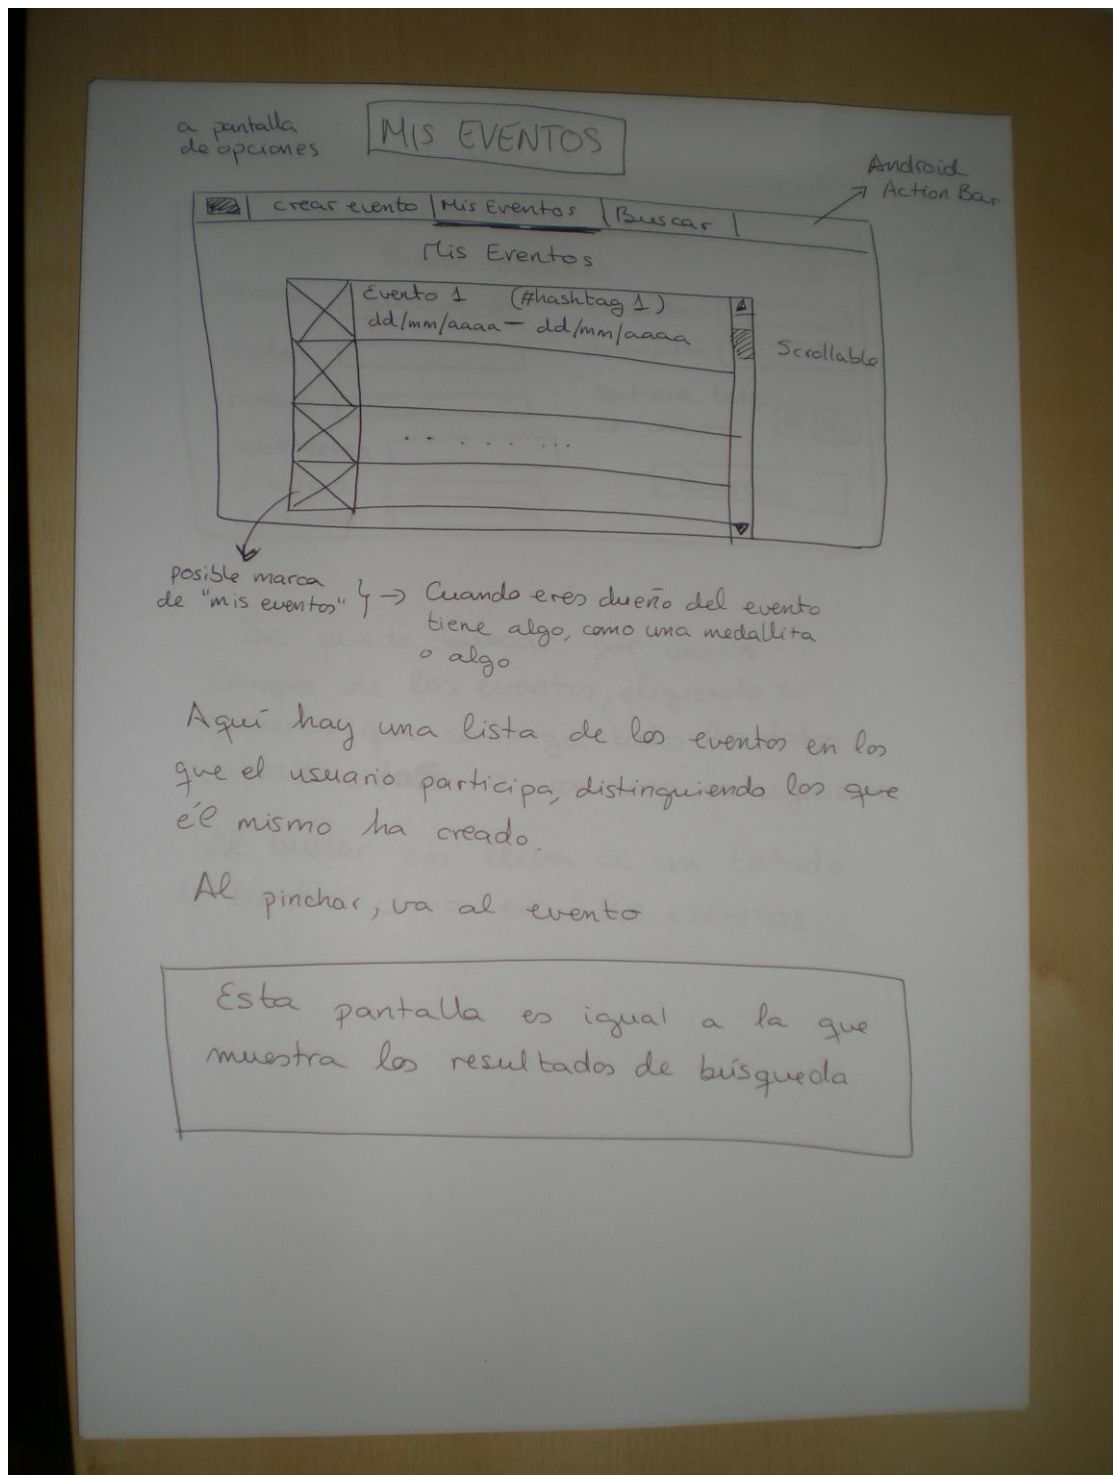 a pantalla
de opciones
MIS EVENTOS
Android
Action Bar
crear evento | Mis Eventos | Buscar |
Mis Eventos
Evento 1 (#hashtag 1)
dd/mm/aaaa - dd/mm/aaaa
Scrollable
. . . . . ...
posible marca
de "mis eventos" } → Cuando eres dueño del evento
tiene algo, como una medallita
o algo
Aquí hay una lista de los eventos en los
que el usuario participa, distinguiendo los que
él mismo ha creado.
Al pinchar, va al evento
Esta pantalla es igual a la que
muestra los resultados de búsqueda